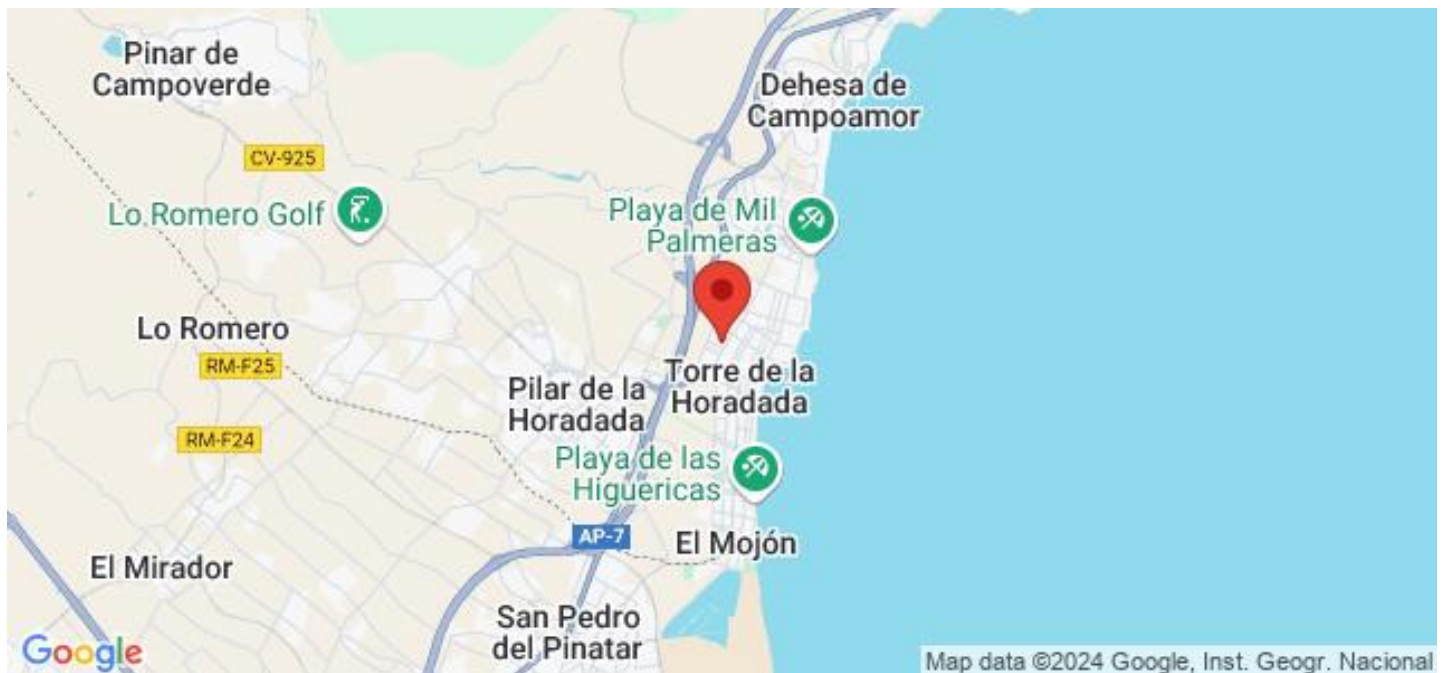 Pinar de
Campoverde
Dehesa de
Campoamor
CV-925
Lo Romero Golf
Playa de Mil
Palmeras
Lo Romero
RM-F25
Torre de la
Horadada
Pilar de la
Horadada
RM-F24
Playa de las
Higuericas
AP-7
El Mojón
El Mirador
San Pedro
del Pinatar
Google
Map data ©2024 Google, Inst. Geogr. Nacional